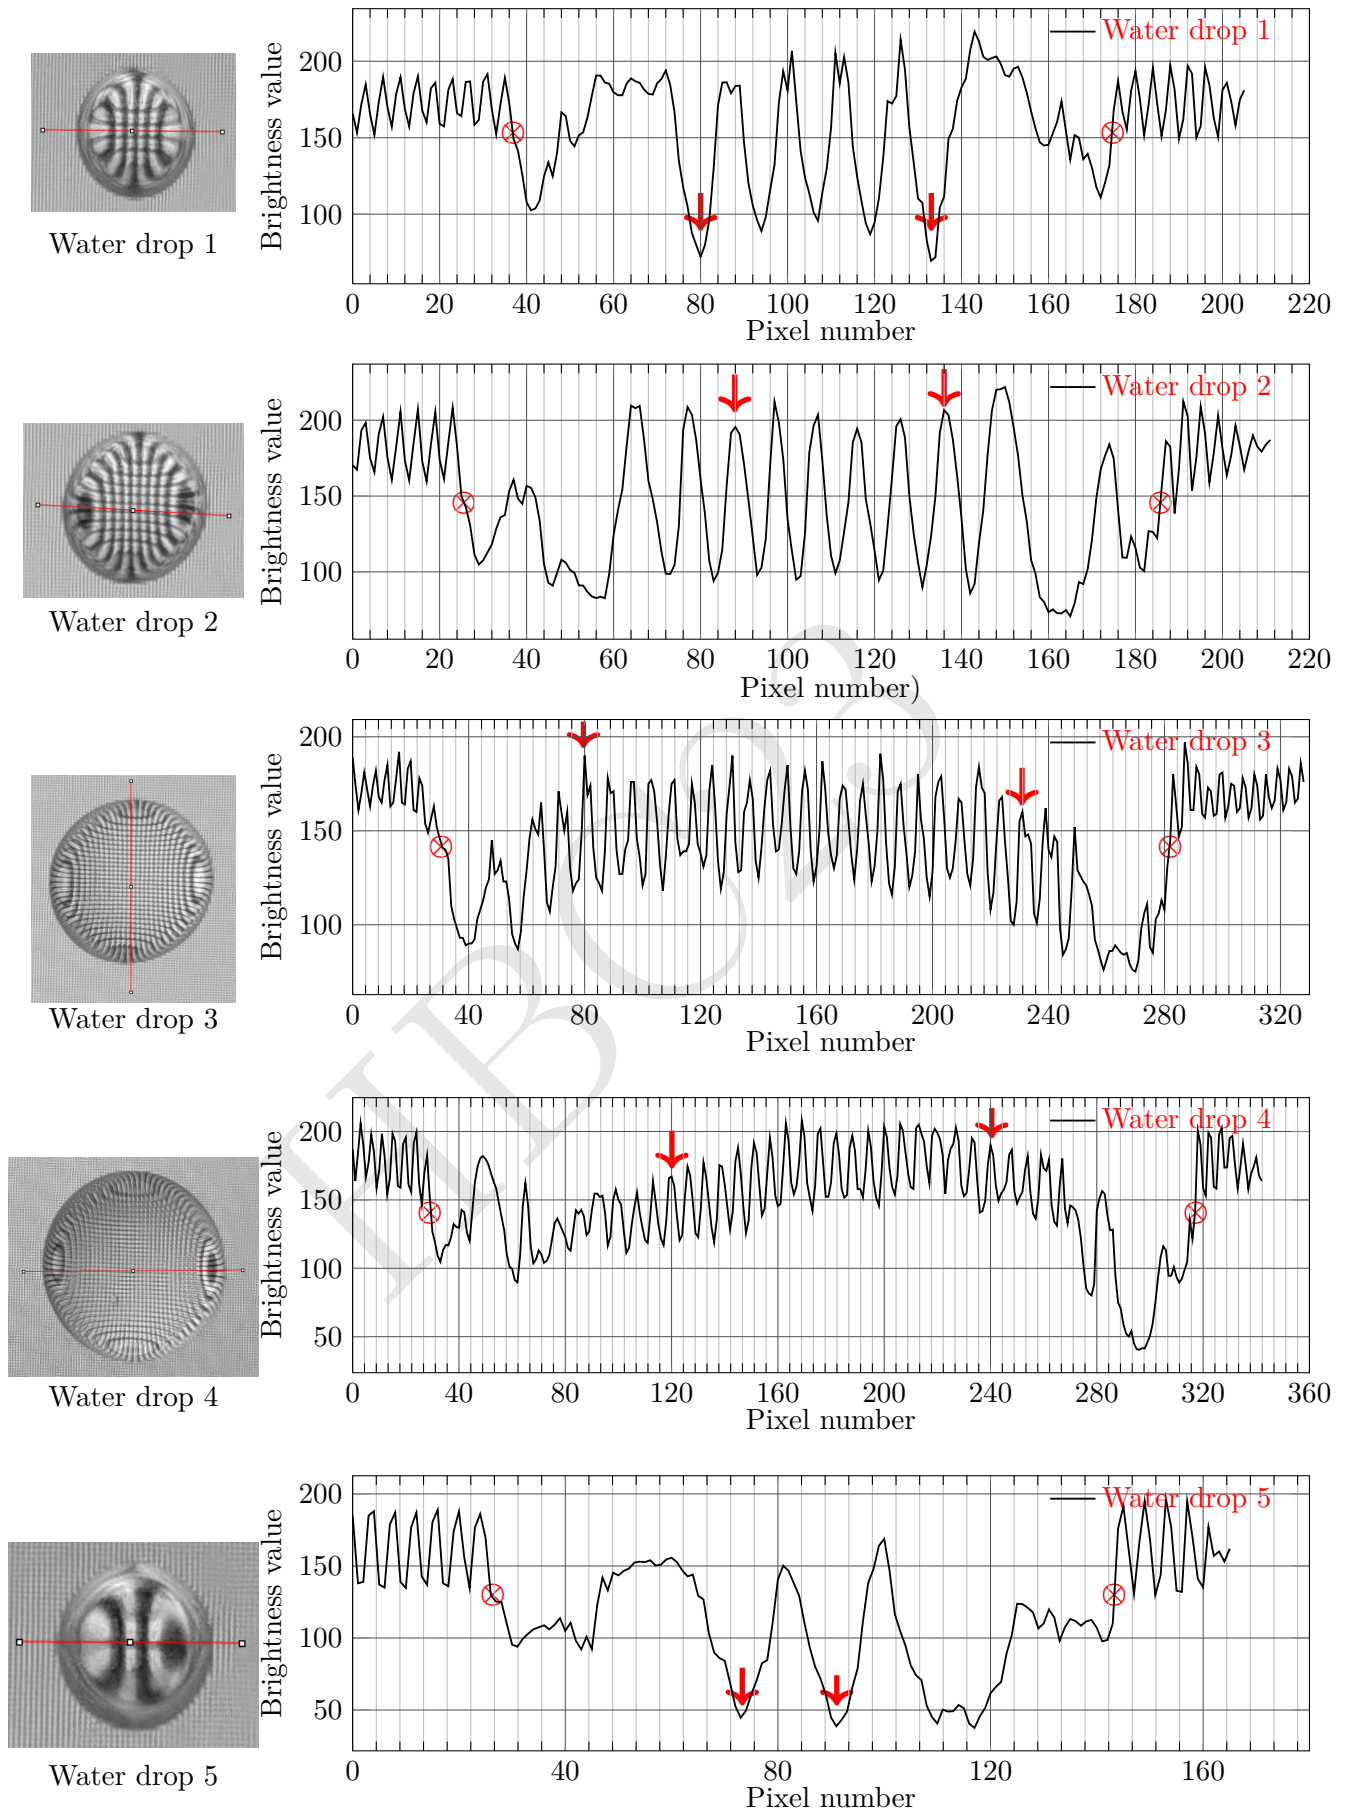 Water drop 1
Brightness value
200
150
100
Water drop 1
0 20 40 60 80 100 120 140 160 180 200 220
Pixel number
Water drop 2
Brightness value
200
150
100
Water drop 2
0 20 40 60 80 100 120 140 160 180 200 220
Pixel number)
Water drop 3
Brightness value
200
150
100
Water drop 3
0 40 80 120 160 200 240 280 320
Pixel number
Water drop 4
Brightness value
200
150
100
50
Water drop 4
0 40 80 120 160 200 240 280 320 360
Pixel number
Water drop 5
Brightness value
200
150
100
50
Water drop 5
0 40 80 120 160
Pixel number